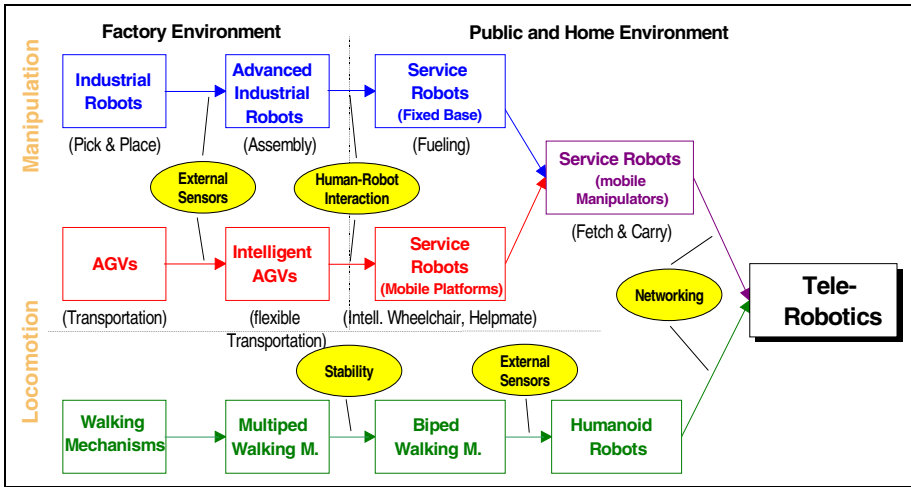 Factory Environment
Public and Home Environment
Manipulation
Industrial
Robots
(Pick & Place)
Advanced
Industrial
Robots
(Assembly)
Service
Robots
(Fixed Base)
(Fueling)
External
Sensors
Human-Robot
Interaction
Service Robots
(mobile
Manipulators)
(Fetch & Carry)
AGVs
(Transportation)
Intelligent
AGVs
(flexible
Transportation)
Service
Robots
(Mobile Platforms)
(Intell. Wheelchair, Helpmate)
Networking
Tele-
Robotics
Locomotion
Stability
External
Sensors
Walking
Mechanisms
Multiped
Walking M.
Biped
Walking M.
Humanoid
Robots